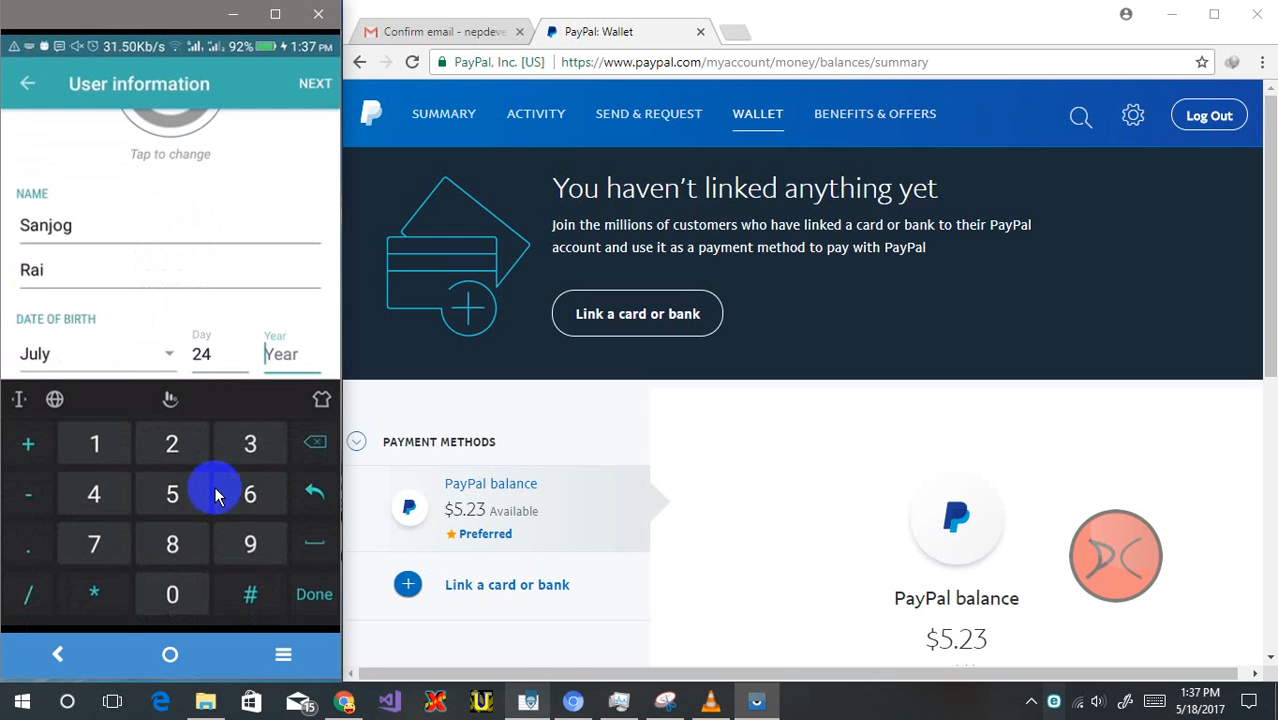 31.50Kb/s 92% 1:37 PM
User information NEXT
Tap to change
NAME
Sanjog
Rai
DATE OF BIRTH
Day
Year
July 24 Year
+ 1 2 3
- 4 5 6
. 7 8 9
/ * 0 # Done
Confirm email - nepdeve
PayPal: Wallet
PayPal, Inc. [US] https://www.paypal.com/myaccount/money/balances/summary
SUMMARY ACTIVITY SEND & REQUEST WALLET BENEFITS & OFFERS Log Out
You haven't linked anything yet
Join the millions of customers who have linked a card or bank to their PayPal
account and use it as a payment method to pay with PayPal
Link a card or bank
PAYMENT METHODS
PayPal balance
$5.23 Available
Preferred
Link a card or bank
PayPal balance
$5.23
DC
15
1:37 PM
5/18/2017